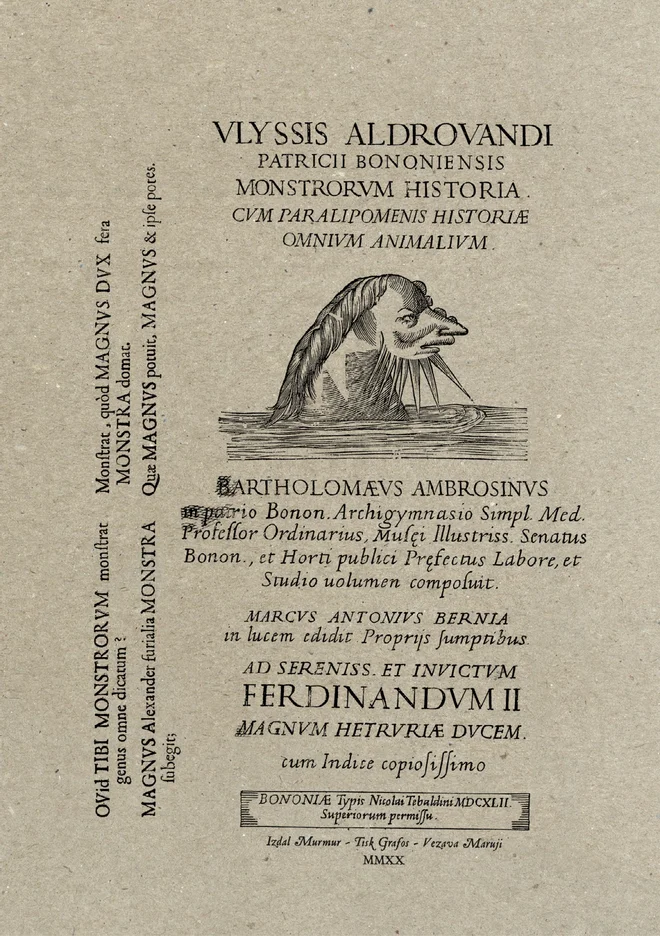 VLYSSIS ALDROVANDI
PATRICII BONONIENSIS
MONSTRORVM HISTORIA.
CVM PARALIPOMENIS HISTORIÆ
OMNIVM ANIMALIVM.
BARTHOLOMÆVS AMBROSINVS
in patrio Bonon. Archigymnasio Simpl. Med.
Professor Ordinarius, Musei Illustriss. Senatus
Bonon., et Horti publici Pręfectus Labore, et
Studio uolumen composuit.
MARCVS ANTONIVS BERNIA
in lucem edidit Proprijs sumptibus
AD SERENISS. ET INVICTVM
FERDINANDVM II
MAGNVM HETRVRIÆ DVCEM.
cum Indice copiosissimo
BONONIÆ Typis Nicolai Tebaldini MDCXLII.
Superiorum permissu.
Izdal Murmur - Tisk Grafos - Vezava Maruji
MMXX
OVid TIBI MONSTRORVM monstrat
genus omne dicatum?
MAGNVS Alexander furialia MONSTRA
subegit;
Monstrat, quòd MAGNVS DVX fera
MONSTRA domat.
Quæ MAGNVS potuit, MAGNVS & ipse potes.